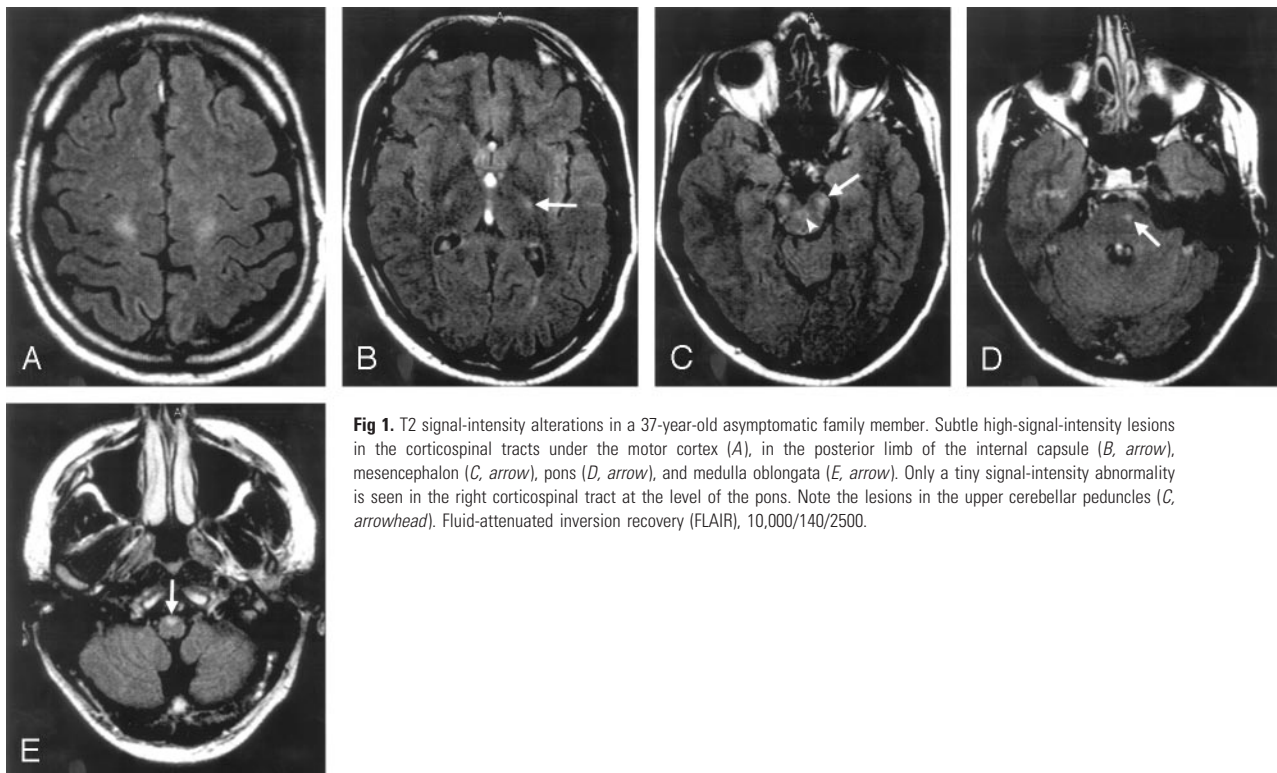 A
B
C
D
Fig 1. T2 signal-intensity alterations in a 37-year-old asymptomatic family member. Subtle high-signal-intensity lesions
in the corticospinal tracts under the motor cortex (A), in the posterior limb of the internal capsule (B, arrow),
mesencephalon (C, arrow), pons (D, arrow), and medulla oblongata (E, arrow). Only a tiny signal-intensity abnormality
is seen in the right corticospinal tract at the level of the pons. Note the lesions in the upper cerebellar peduncles (C,
arrowhead). Fluid-attenuated inversion recovery (FLAIR), 10,000/140/2500.
E